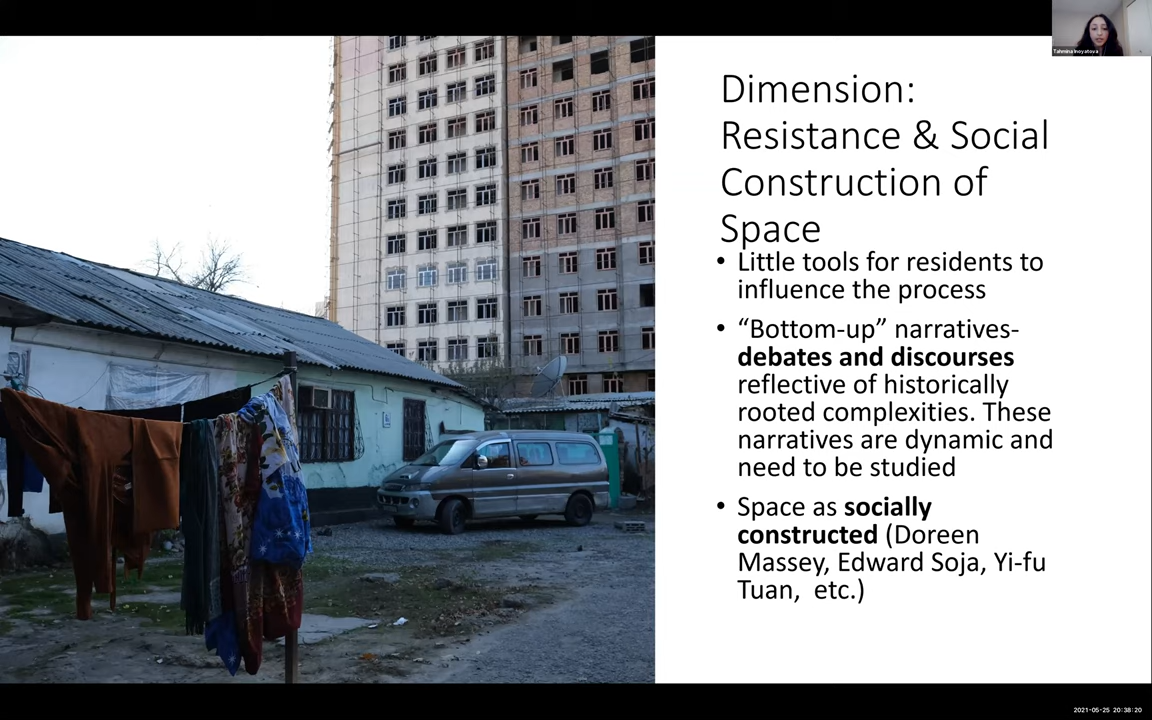 Tahmina Inoyatova
Dimension:
Resistance & Social
Construction of
Space
• Little tools for residents to
influence the process
• “Bottom-up” narratives-
debates and discourses
reflective of historically
rooted complexities. These
narratives are dynamic and
need to be studied
• Space as socially
constructed (Doreen
Massey, Edward Soja, Yi-fu
Tuan,  etc.)
2021-05-25 20:38:20